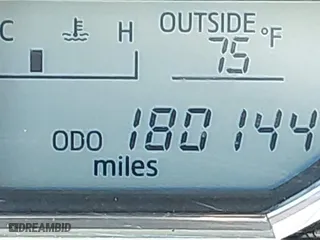 OUTSIDE
C H 75 °F
ODO 180144
miles
DREAMBID